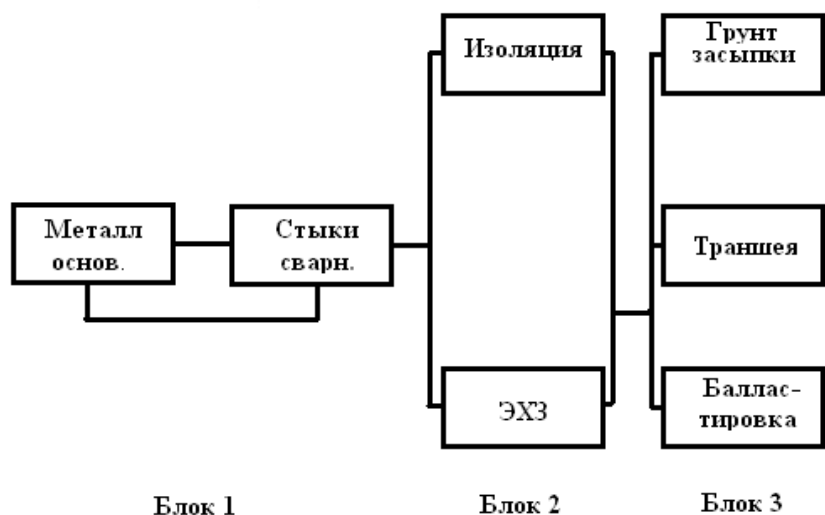 Изоляция
Грунт
засыпки
Металл
основ.
Стыки
сварн.
Траншея
ЭХЗ
Баллас-
тировка
Блок 1
Блок 2
Блок 3